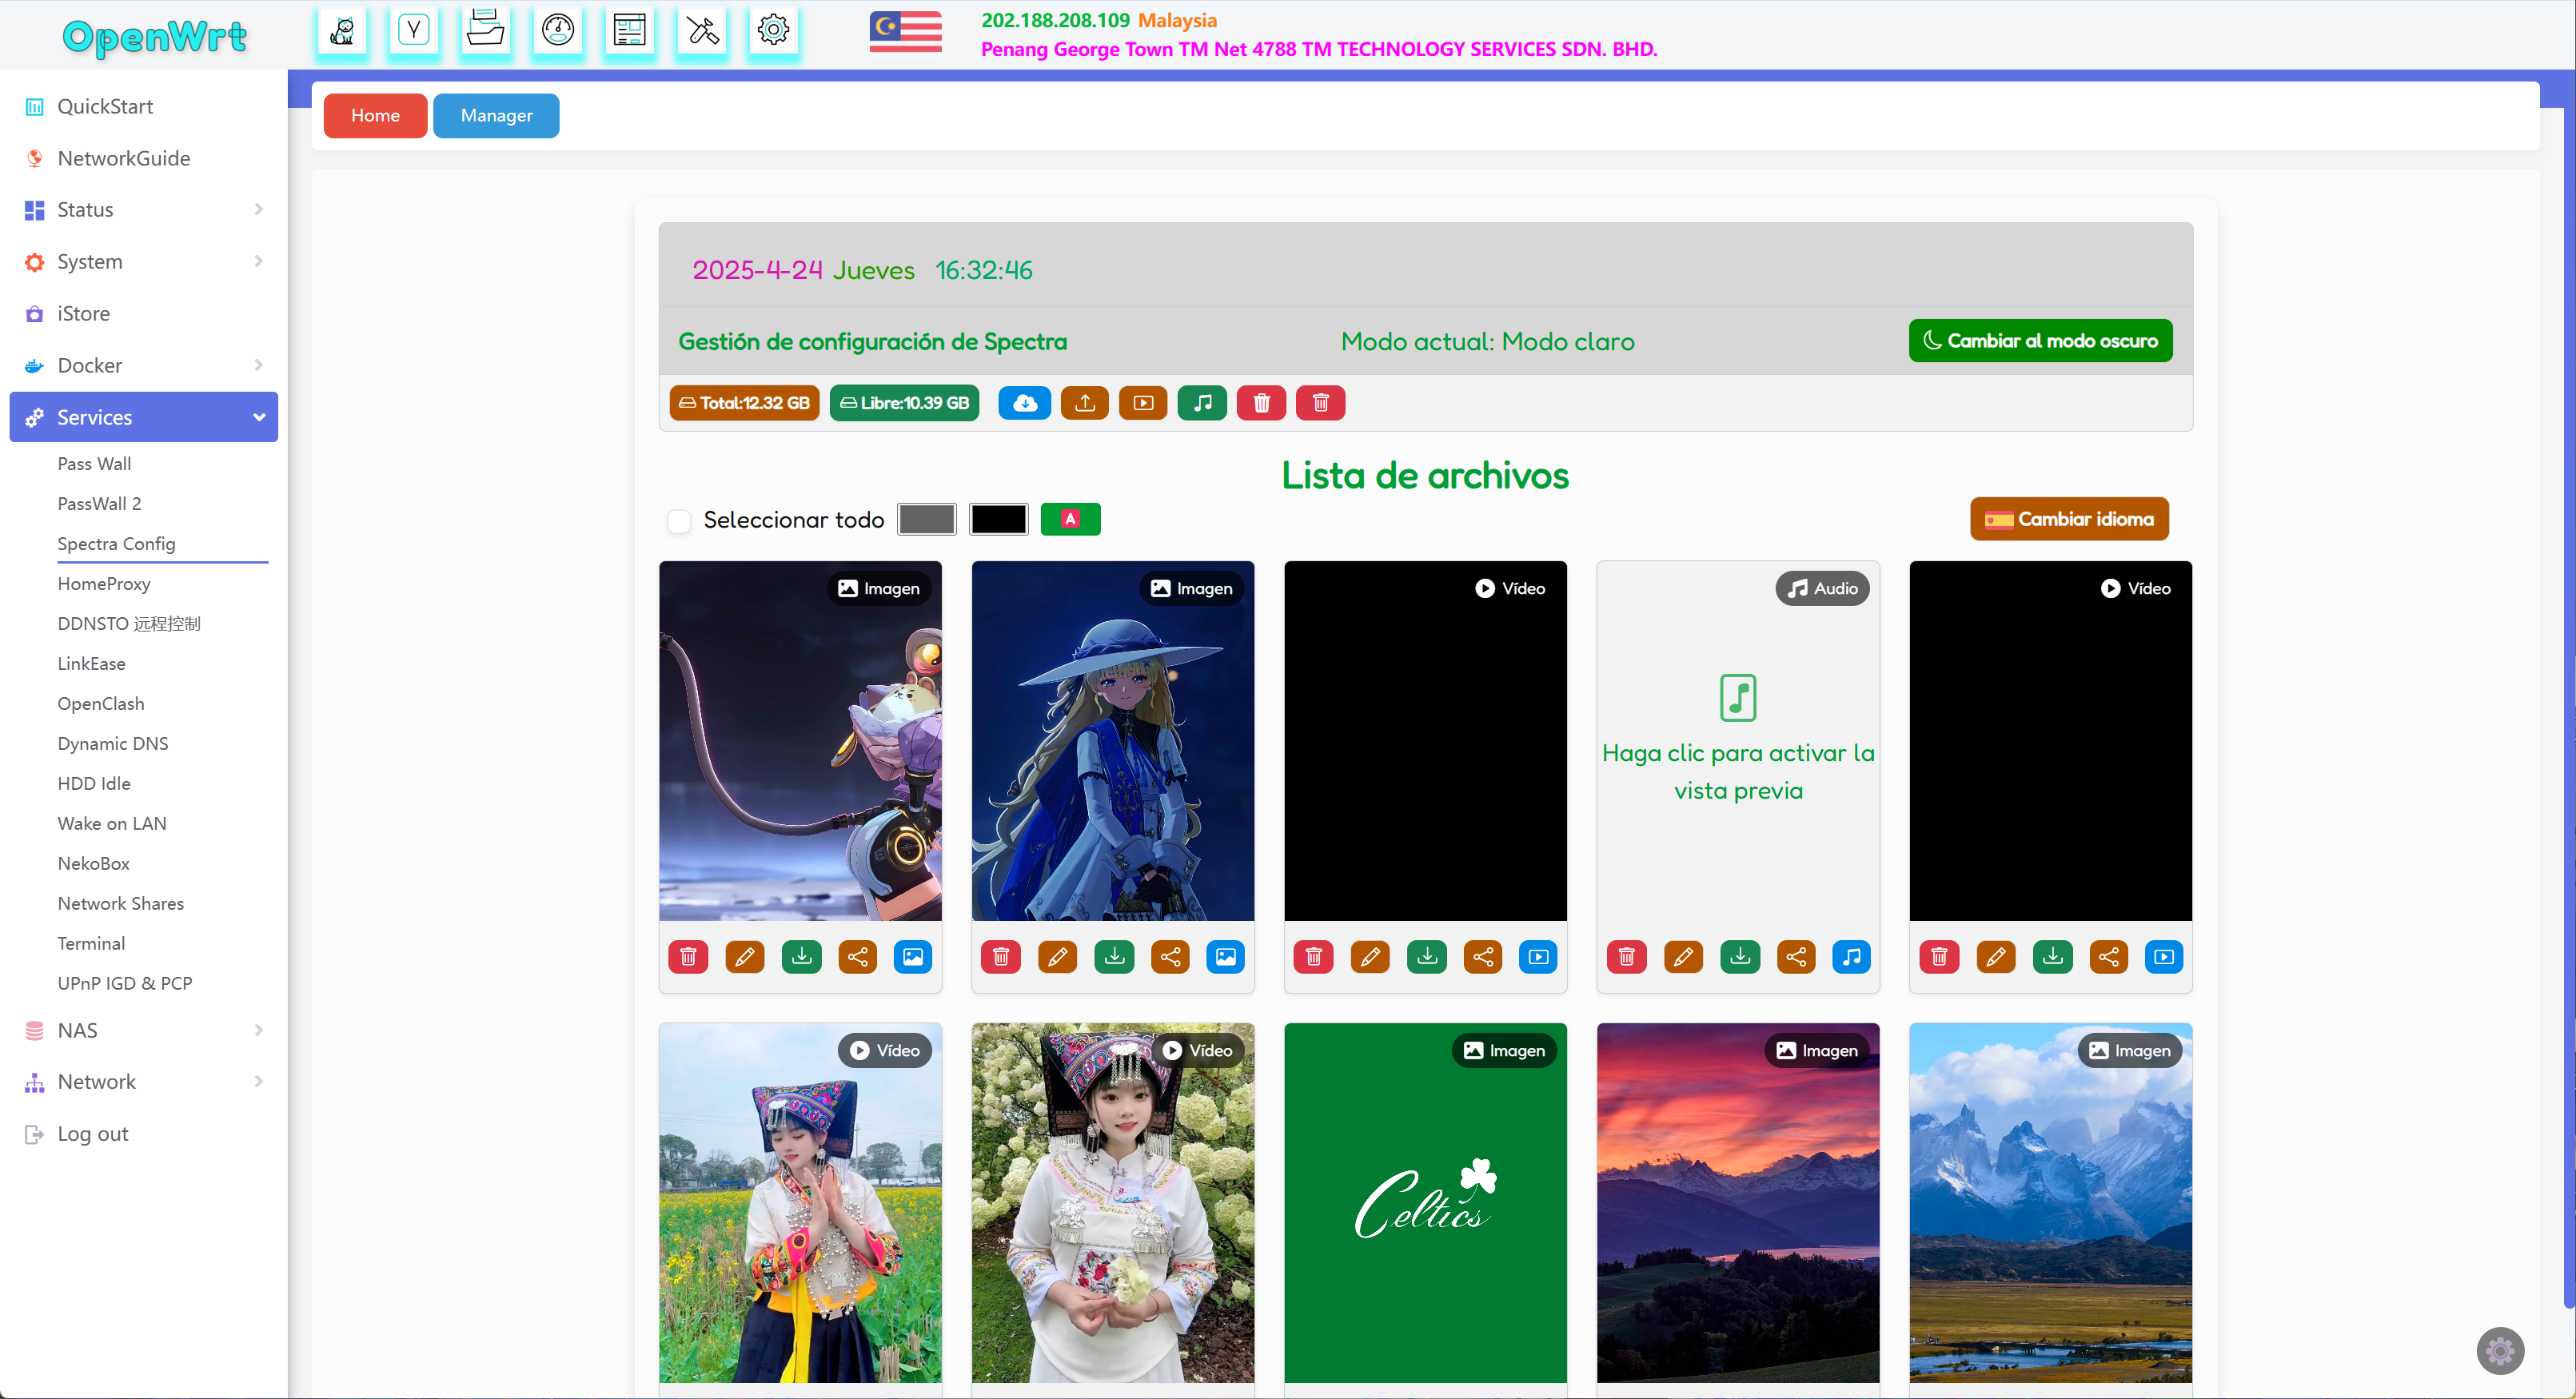 OpenWrt
Y
202.188.208.109 Malaysia
Penang George Town TM Net 4788 TM TECHNOLOGY SERVICES SDN. BHD.
QuickStart
NetworkGuide
Status
System
iStore
Docker
Services
Pass Wall
PassWall 2
Spectra Config
HomeProxy
DDNSTO 远程控制
LinkEase
OpenClash
Dynamic DNS
HDD Idle
Wake on LAN
NekoBox
Network Shares
Terminal
UPnP IGD & PCP
NAS
Network
Log out
Home
Manager
2025-4-24 Jueves 16:32:46
Gestión de configuración de Spectra
Modo actual: Modo claro
Cambiar al modo oscuro
Total:12.32 GB
Libre:10.39 GB
Lista de archivos
Seleccionar todo
A
Cambiar idioma
Imagen
Imagen
Vídeo
Audio
Vídeo
Haga clic para activar la
vista previa
Vídeo
Vídeo
Imagen
Imagen
Imagen
Celtics